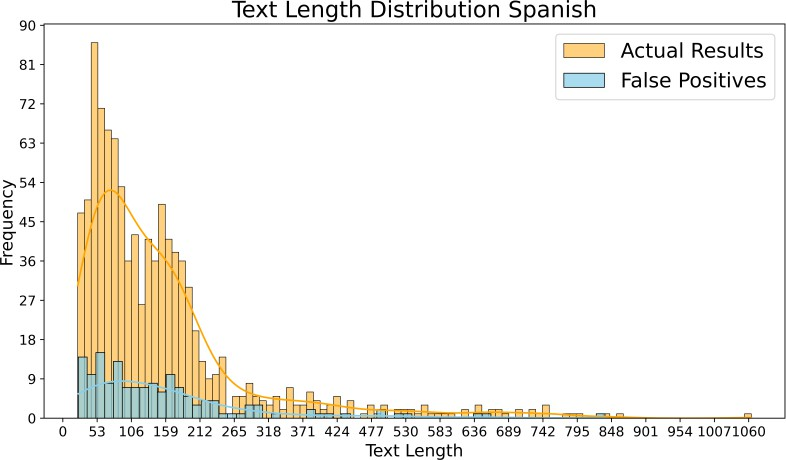 Text Length Distribution Spanish
Actual Results
False Positives
Frequency
90
81
72
63
54
45
36
27
18
9
0
0 53 106 159 212 265 318 371 424 477 530 583 636 689 742 795 848 901 954 1007 1060
Text Length